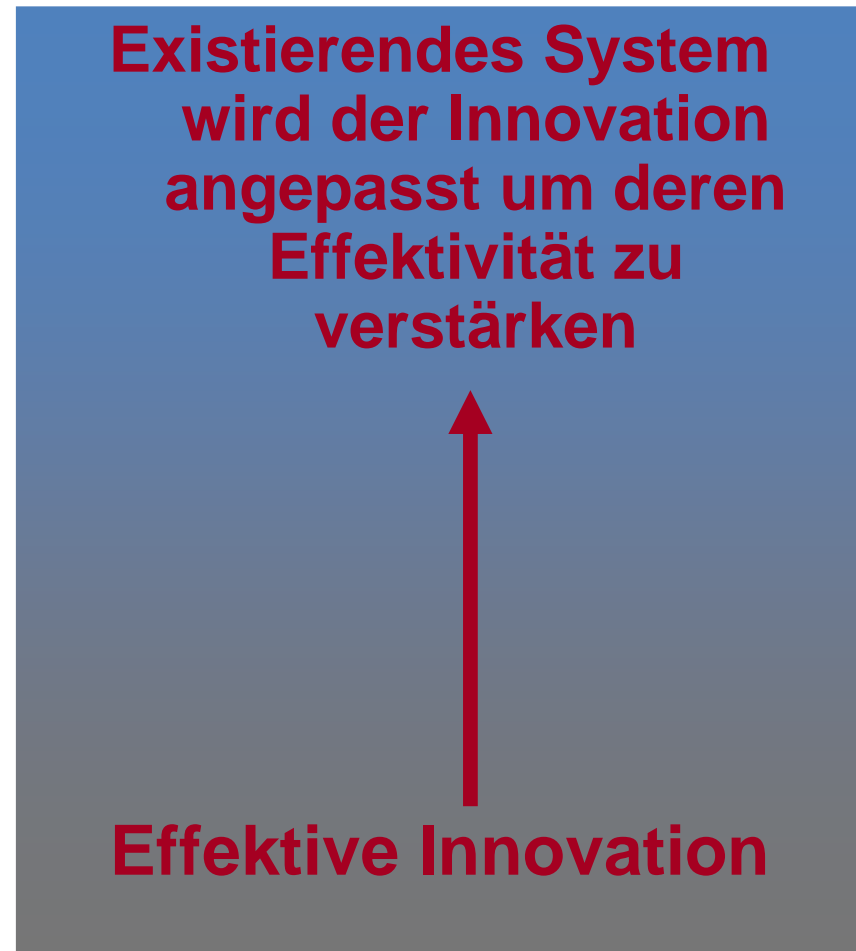 Existierendes System
wird der Innovation
angepasst um deren
Effektivität zu
verstärken
Effektive Innovation